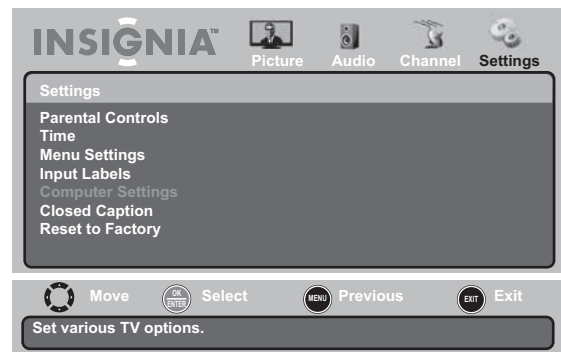 INSIGNIA™
Picture Audio Channel Settings
Settings
Parental Controls
Time
Menu Settings
Input Labels
Computer Settings
Closed Caption
Reset to Factory
Move OK ENTER Select MENU Previous EXIT Exit
Set various TV options.